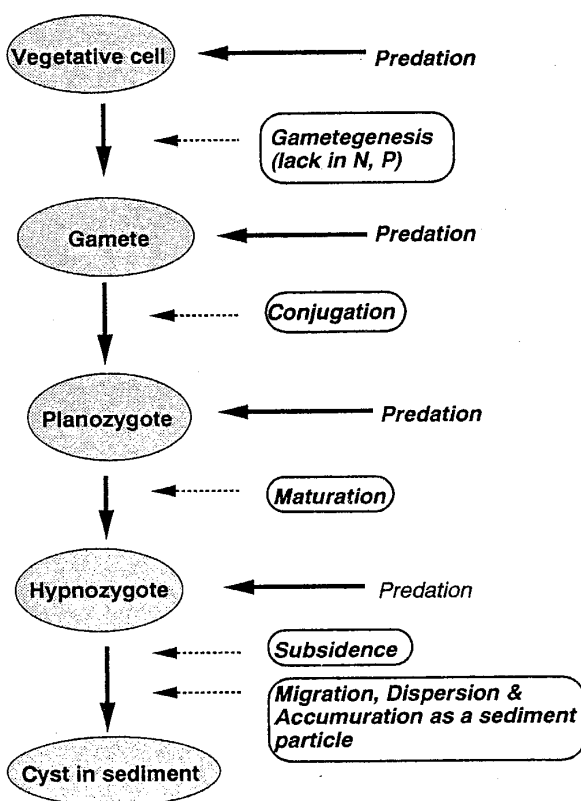 Vegetative cell
Predation
Gametegenesis
(lack in N, P)
Gamete
Predation
Conjugation
Planozygote
Predation
Maturation
Hypnozygote
Predation
Subsidence
Migration, Dispersion &
Accumuration as a sediment
particle
Cyst in sediment